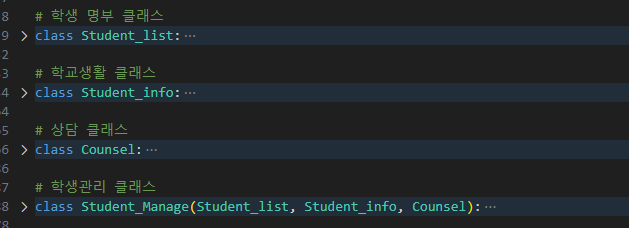 # 학생 명부 클래스
class Student_list:…
# 학교생활 클래스
class Student_info:…
# 상담 클래스
class Counsel:…
# 학생관리 클래스
class Student_Manage(Student_list, Student_info, Counsel):…